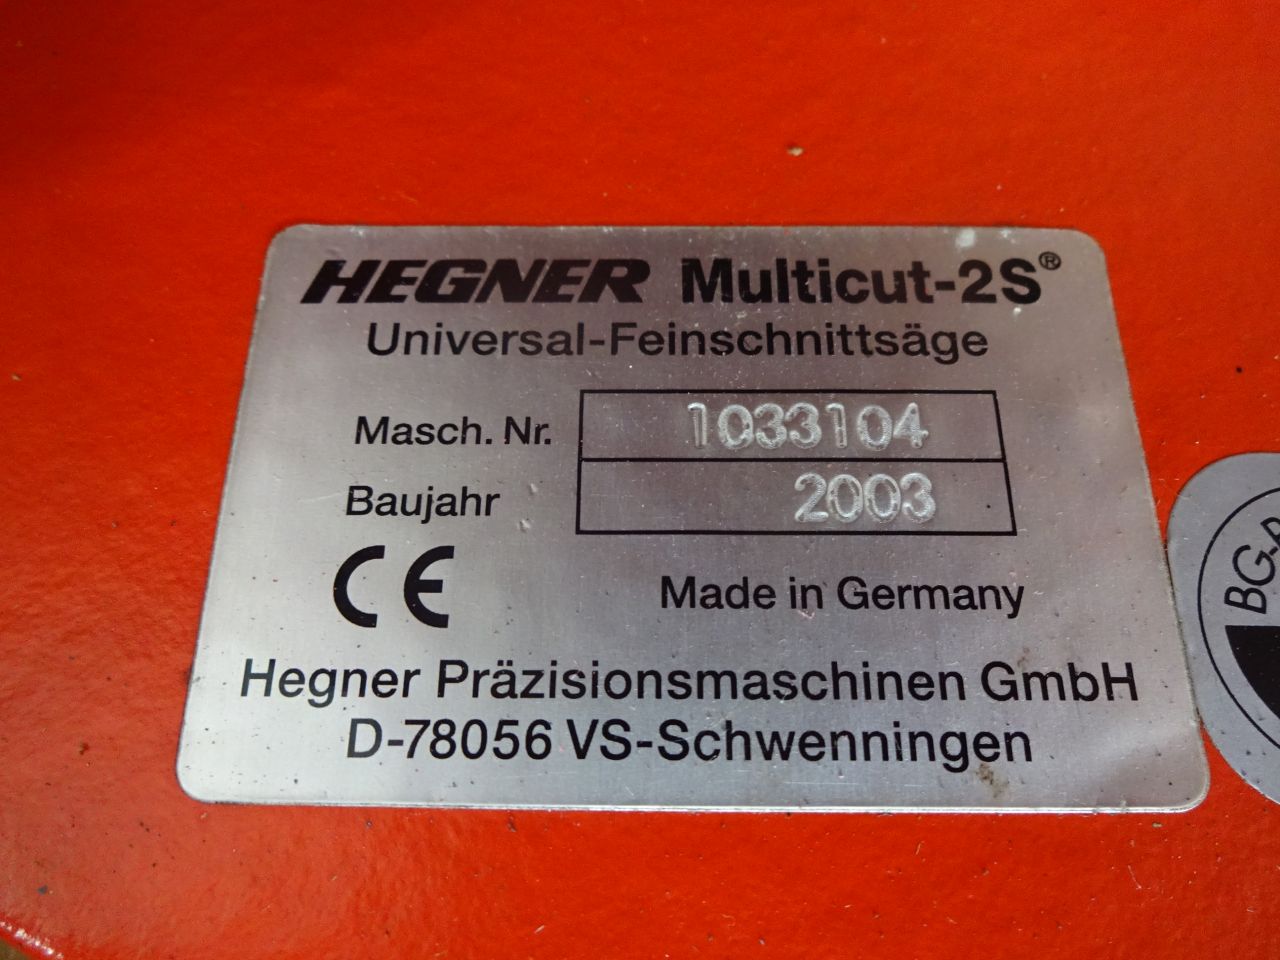 HEGNER Multicut-2S®
Universal-Feinschnittsäge
Masch. Nr. 1033104
Baujahr 2003
CE Made in Germany
Hegner Präzisionsmaschinen GmbH
D-78056 VS-Schwenningen